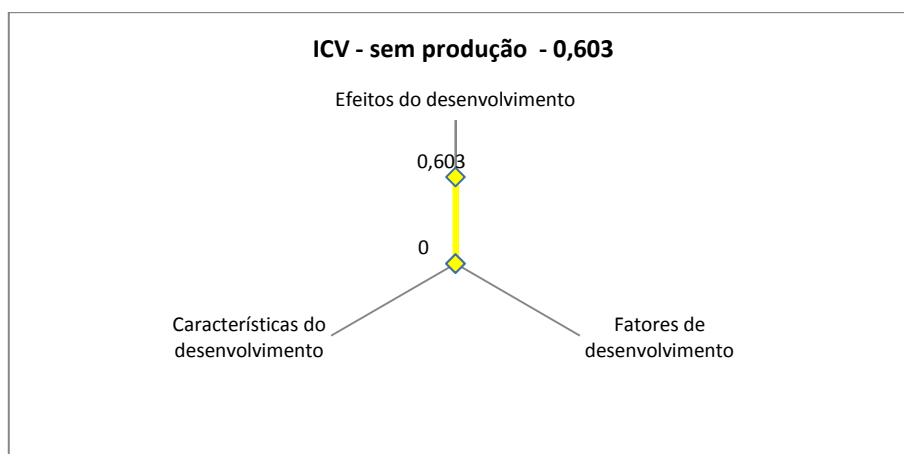 ICV - sem produção - 0,603
Efeitos do desenvolvimento
0,603
0
Características do
desenvolvimento
Fatores de
desenvolvimento